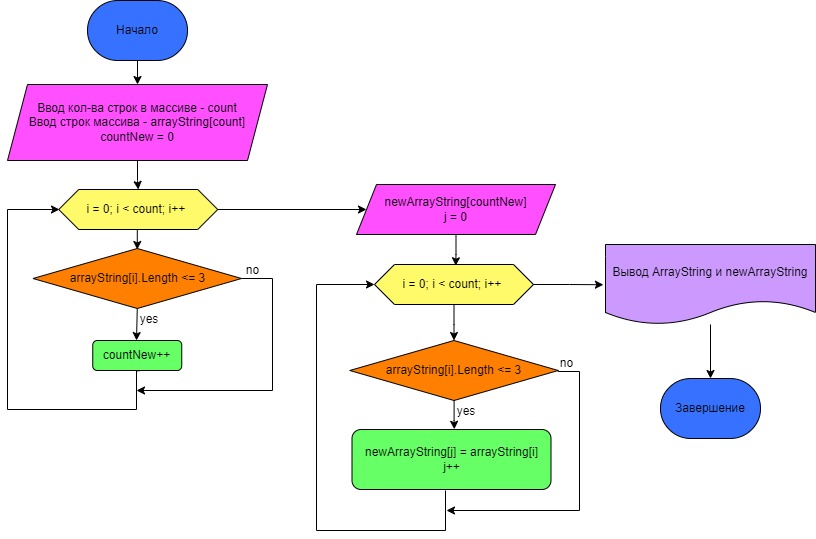 Начало
Ввод кол-ва строк в массиве - count
Ввод строк массива - arrayString[count]
countNew = 0
i = 0; i < count; i++
arrayString[i].Length <= 3
no
yes
countNew++
newArrayString[countNew]
j = 0
i = 0; i < count; i++
arrayString[i].Length <= 3
no
yes
newArrayString[j] = arrayString[i]
j++
Вывод ArrayString и newArrayString
Завершение